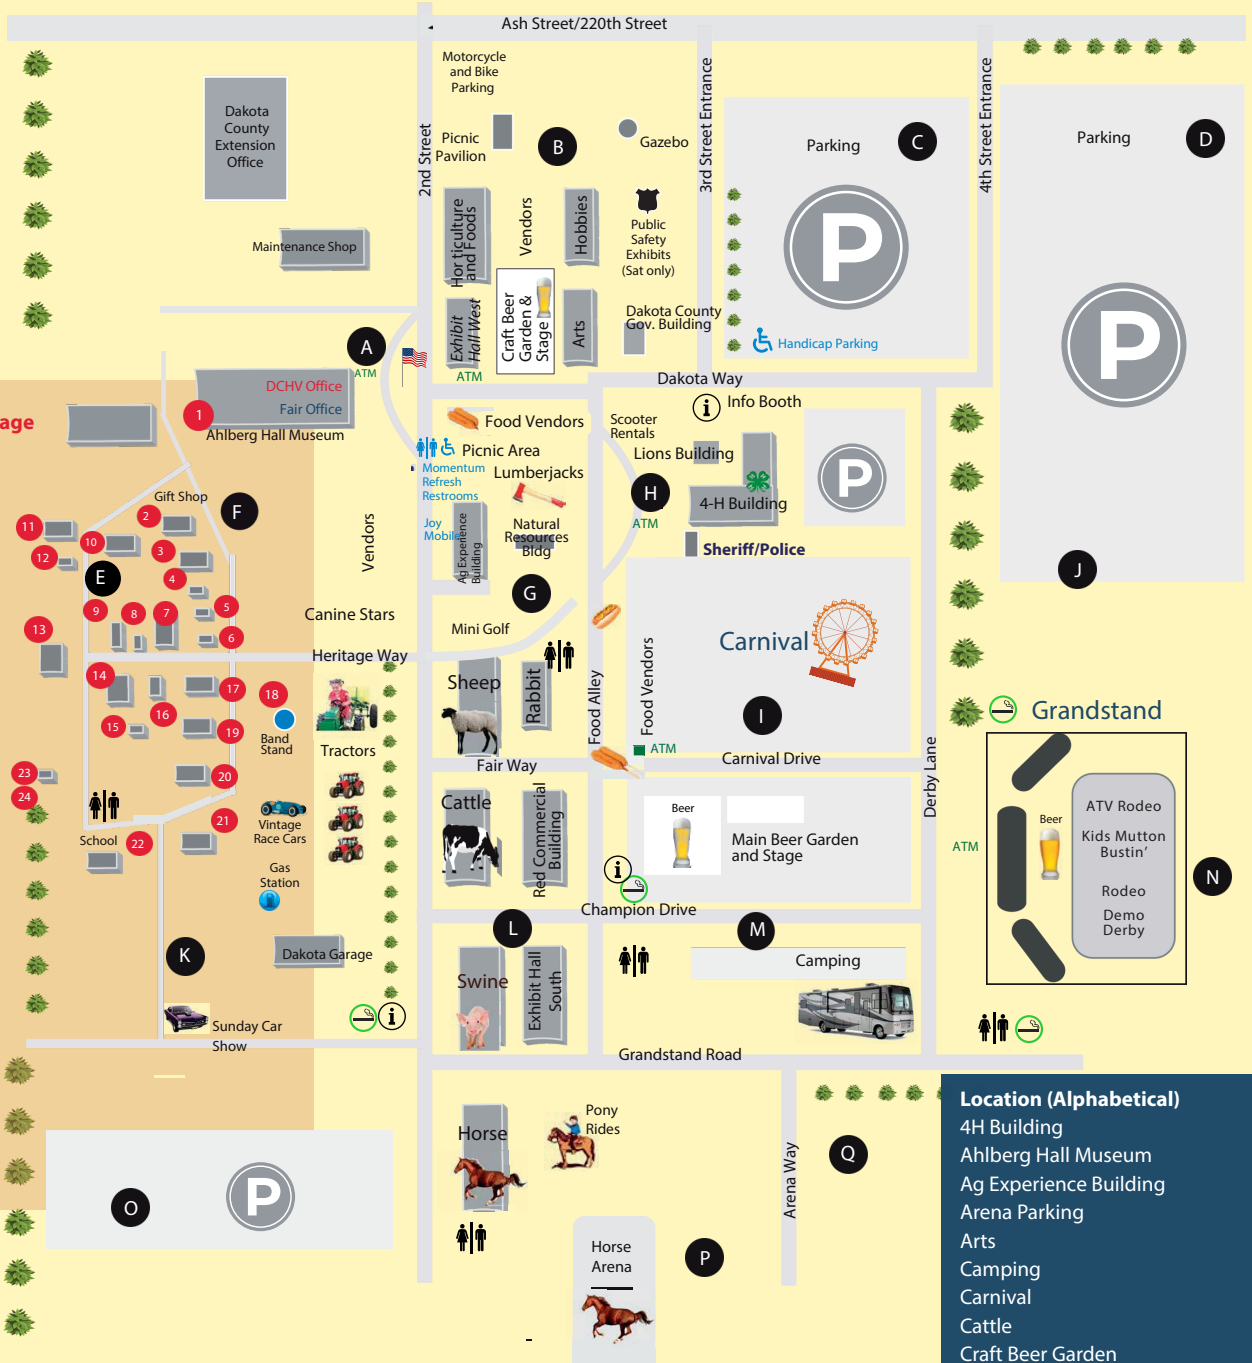 Ash Street/220th Street
Motorcycle
and Bike
Parking
2nd Street
3rd Street Entrance
4th Street Entrance
Dakota
County
Extension
Office
Picnic
Pavilion
B
Gazebo
Parking
C
P
Parking
D
P
Maintenance Shop
Horticulture
and Foods
Vendors
Hobbies
Public
Safety
Exhibits
(Sat only)
Exhibit
Hall West
Craft Beer
Garden &
Stage
Arts
Dakota County
Gov. Building
Handicap Parking
A
ATM
ATM
Dakota Way
DCHV Office
Fair Office
1
Ahlberg Hall Museum
age
Food Vendors
Picnic Area
Momentum
Refresh
Restrooms
Lumberjacks
Joy
Mobile
Ag Experience
Building
Natural
Resources
Bldg
Scooter
Rentals
i
Info Booth
Lions Building
H
ATM
4-H Building
P
Sheriff/Police
Gift Shop
F
2
11
10
12
3
E
4
9
8
7
5
6
13
Vendors
Canine Stars
G
Mini Golf
Heritage Way
14
17
18
16
15
19
Band
Stand
20
23
24
21
School
22
Tractors
Vintage
Race Cars
Gas
Station
Sheep
Rabbit
Food Alley
Food Vendors
Carnival
I
ATM
Fair Way
Carnival Drive
Derby Lane
J
Grandstand
Cattle
Red Commercial
Building
Beer
Main Beer Garden
and Stage
i
Champion Drive
ATM
Beer
ATV Rodeo
Kids Mutton
Bustin’
Rodeo
Demo
Derby
N
K
Dakota Garage
L
M
Swine
Exhibit Hall
South
Camping
Sunday Car
Show
i
Grandstand Road
Horse
Pony
Rides
Arena Way
Q
O
P
Horse
Arena
P
Location (Alphabetical)
4H Building
Ahlberg Hall Museum
Ag Experience Building
Arena Parking
Arts
Camping
Carnival
Cattle
Craft Beer Garden